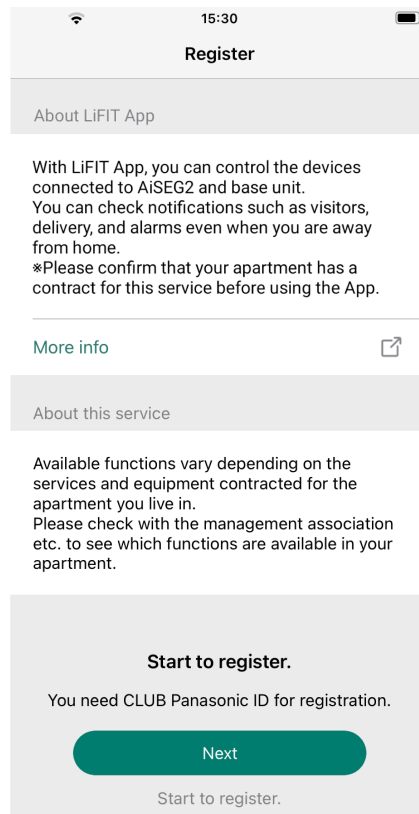 15:30
Register
About LiFIT App
With LiFIT App, you can control the devices
connected to AiSEG2 and base unit.
You can check notifications such as visitors,
delivery, and alarms even when you are away
from home.
※Please confirm that your apartment has a
contract for this service before using the App.
More info
About this service
Available functions vary depending on the
services and equipment contracted for the
apartment you live in.
Please check with the management association
etc. to see which functions are available in your
apartment.
Start to register.
You need CLUB Panasonic ID for registration.
Next
Start to register.